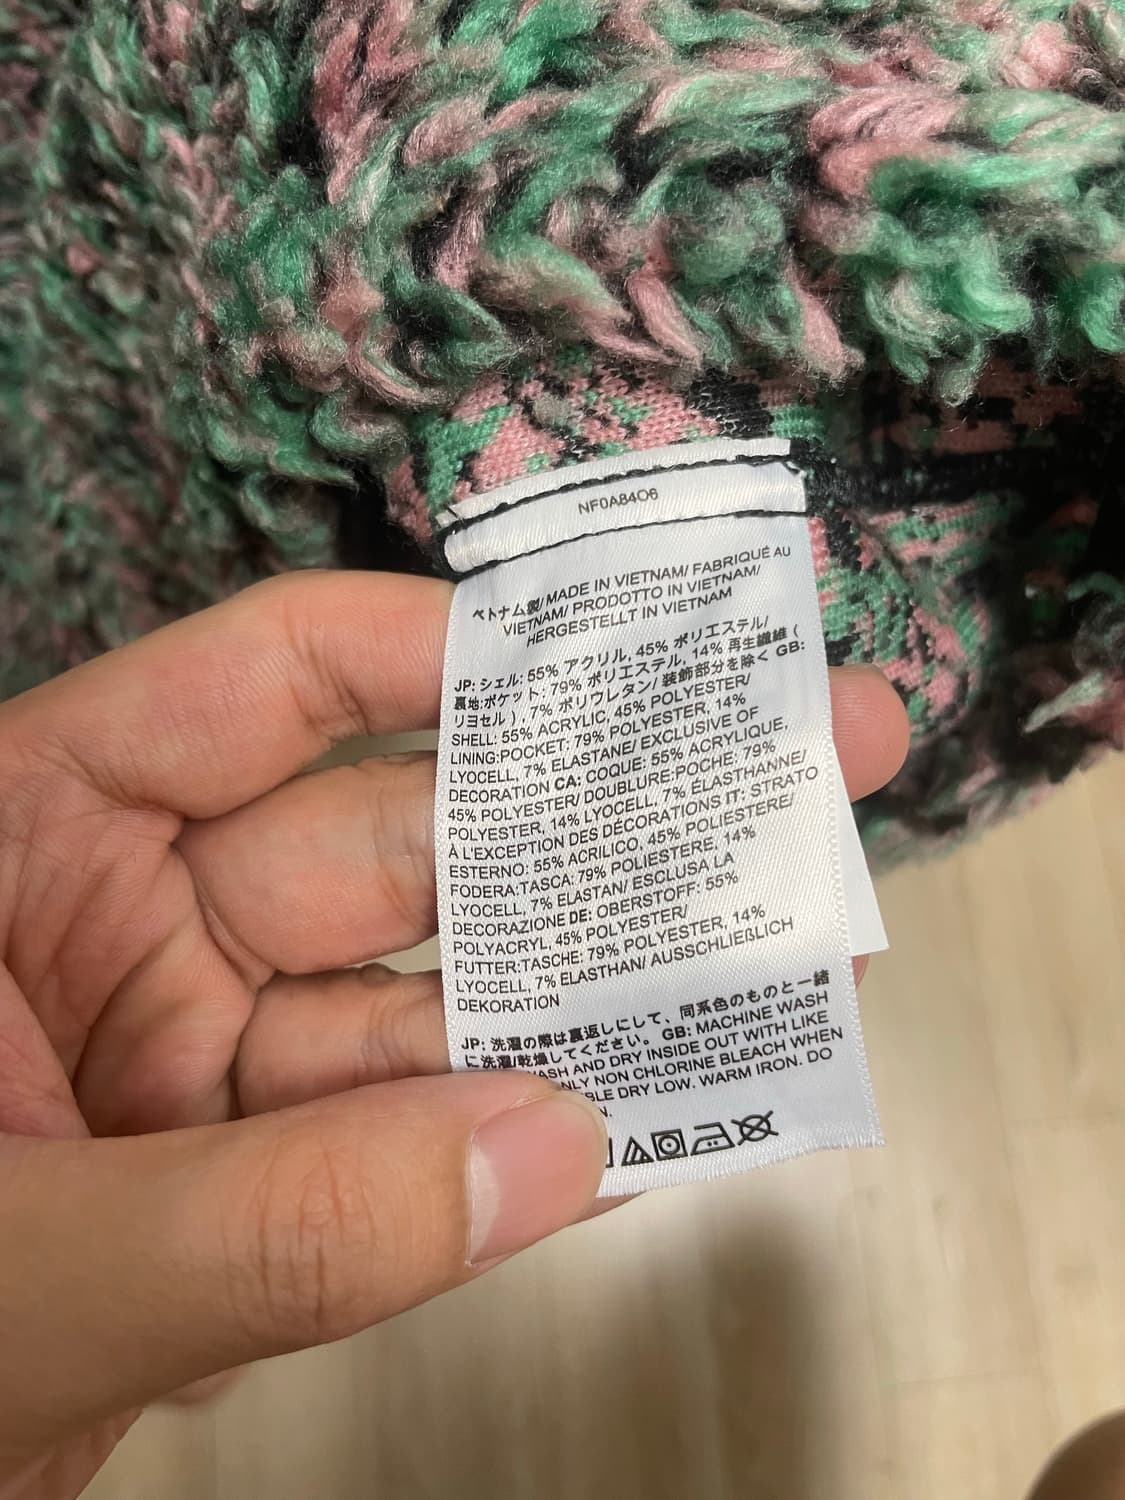 NF0A84O6
ベトナム製/ MADE IN VIETNAM/ FABRIQUÉ AU
VIETNAM/ PRODOTTO IN VIETNAM/
HERGESTELLT IN VIETNAM
JP: シェル: 55% アクリル, 45% ポリエステル/
裏地:ポケット: 79% ポリエステル, 14% 再生繊維 (
リヨセル ), 7% ポリウレタン/ 装飾部分を除く GB:
SHELL: 55% ACRYLIC, 45% POLYESTER/
LINING:POCKET: 79% POLYESTER, 14%
LYOCELL, 7% ELASTANE/ EXCLUSIVE OF
DECORATION CA: COQUE: 55% ACRYLIQUE,
45% POLYESTER/ DOUBLURE:POCHE: 79%
POLYESTER, 14% LYOCELL, 7% ÉLASTHANNE/
À L'EXCEPTION DES DÉCORATIONS IT: STRATO
ESTERNO: 55% ACRILICO, 45% POLIESTERE/
FODERA:TASCA: 79% POLIESTERE, 14%
LYOCELL, 7% ELASTAN/ ESCLUSA LA
DECORAZIONE DE: OBERSTOFF: 55%
POLYACRYL, 45% POLYESTER/
FUTTER:TASCHE: 79% POLYESTER, 14%
LYOCELL, 7% ELASTHAN/ AUSSCHLIEßLICH
DEKORATION
JP: 洗濯の際は裏返しにして、同系色のものと一緒
に洗濯/乾燥してください。 GB: MACHINE WASH
AND DRY INSIDE OUT WITH LIKE
NON CHLORINE BLEACH WHEN
DRY LOW. WARM IRON. DO